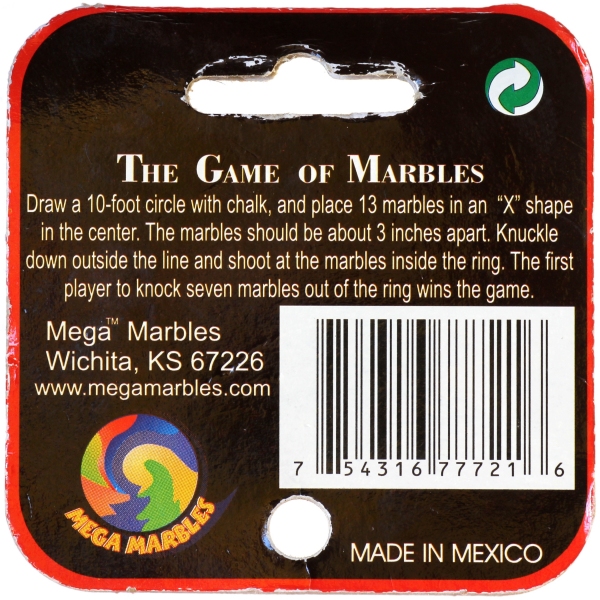 THE GAME OF MARBLES
Draw a 10-foot circle with chalk, and place 13 marbles in an “X” shape
in the center. The marbles should be about 3 inches apart. Knuckle
down outside the line and shoot at the marbles inside the ring. The first
player to knock seven marbles out of the ring wins the game.
Mega™ Marbles
Wichita, KS 67226
www.megamarbles.com
7 54316 77721 6
MEGA MARBLES
MADE IN MEXICO